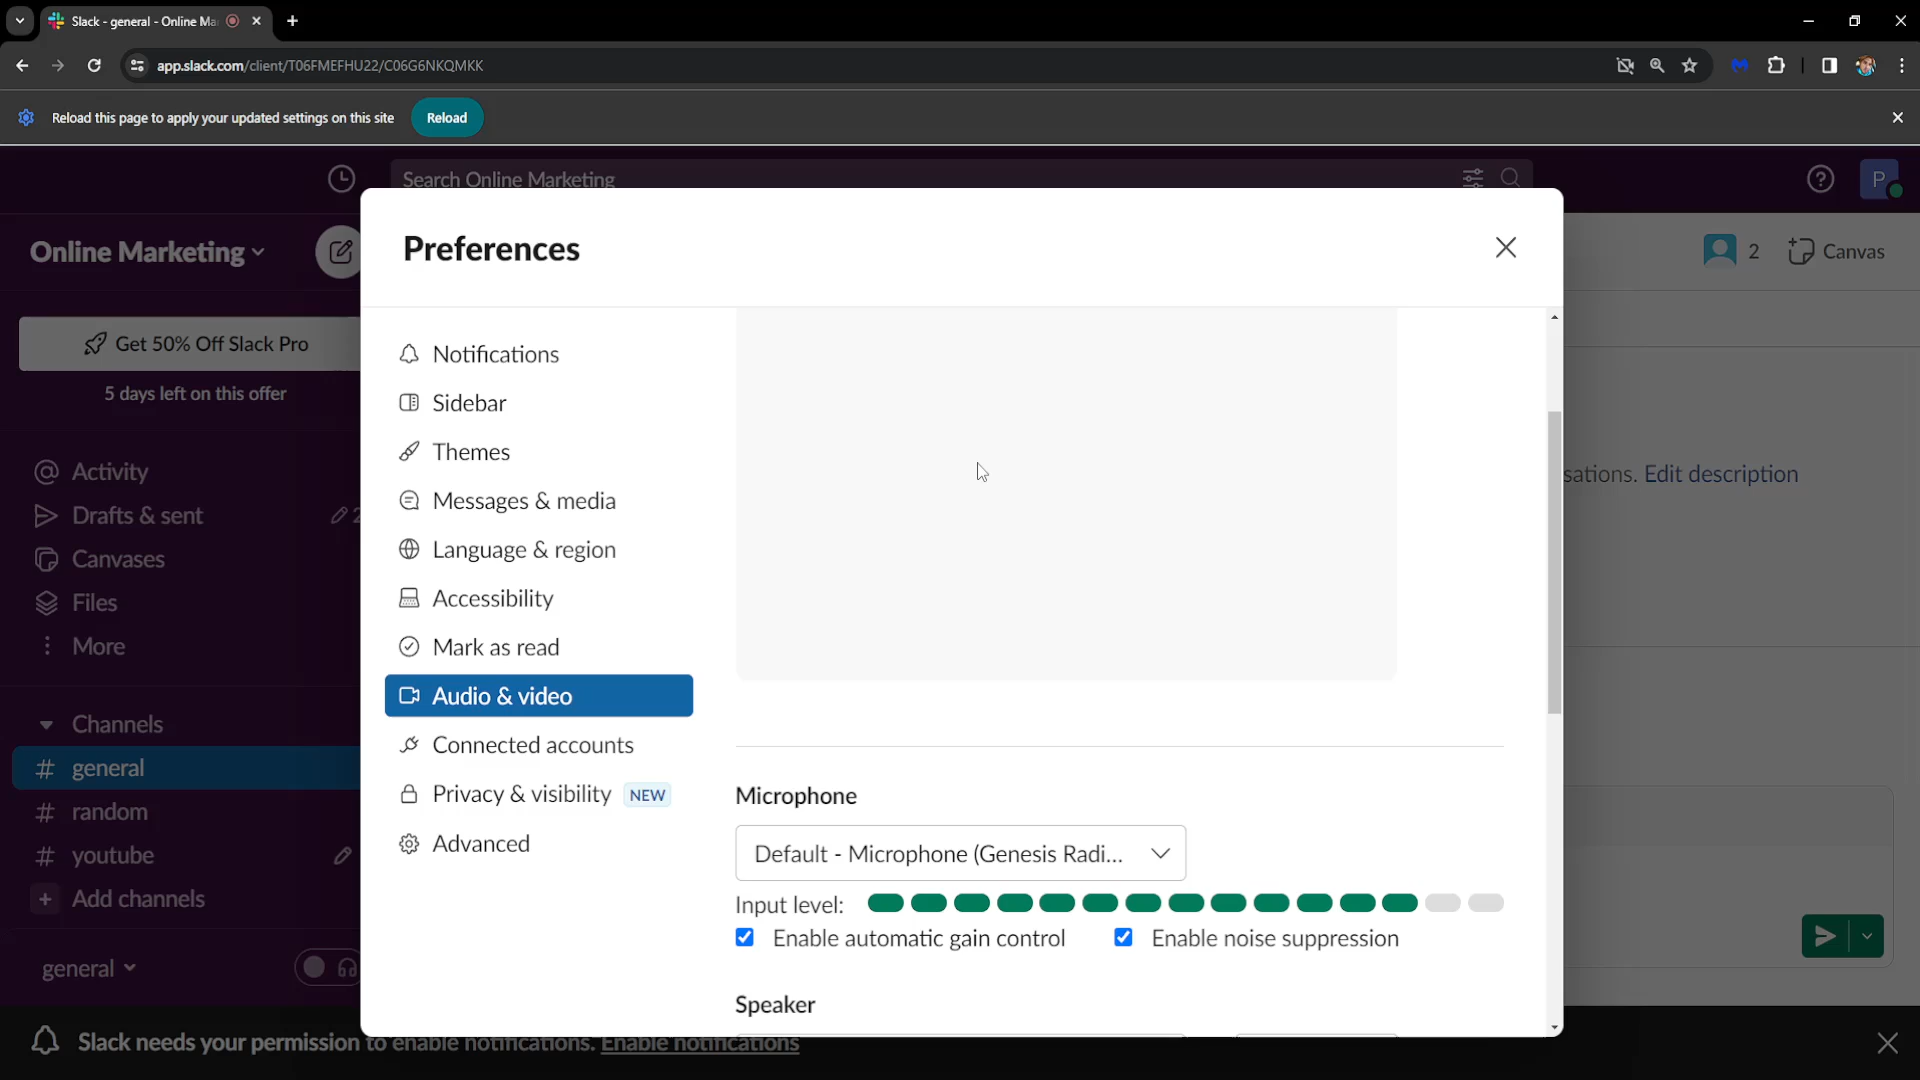 Slack - general - Online Ma
app.slack.com/client/T06FMEFHU22/C06G6NKQMKK
Reload this page to apply your updated settings on this site
Reload
Search Online Marketing
P
Online Marketing
2
Canvas
Preferences
Get 50% Off Slack Pro
5 days left on this offer
Activity
Drafts & sent
2
Canvases
Files
More
Channels
# general
# random
# youtube
+ Add channels
general
Notifications
Sidebar
Themes
Messages & media
Language & region
Accessibility
Mark as read
Audio & video
Connected accounts
Privacy & visibility NEW
Advanced
Microphone
Default - Microphone (Genesis Radi...
Input level:
Enable automatic gain control
Enable noise suppression
Speaker
sations. Edit description
Slack needs your permission to enable notifications. Enable notifications